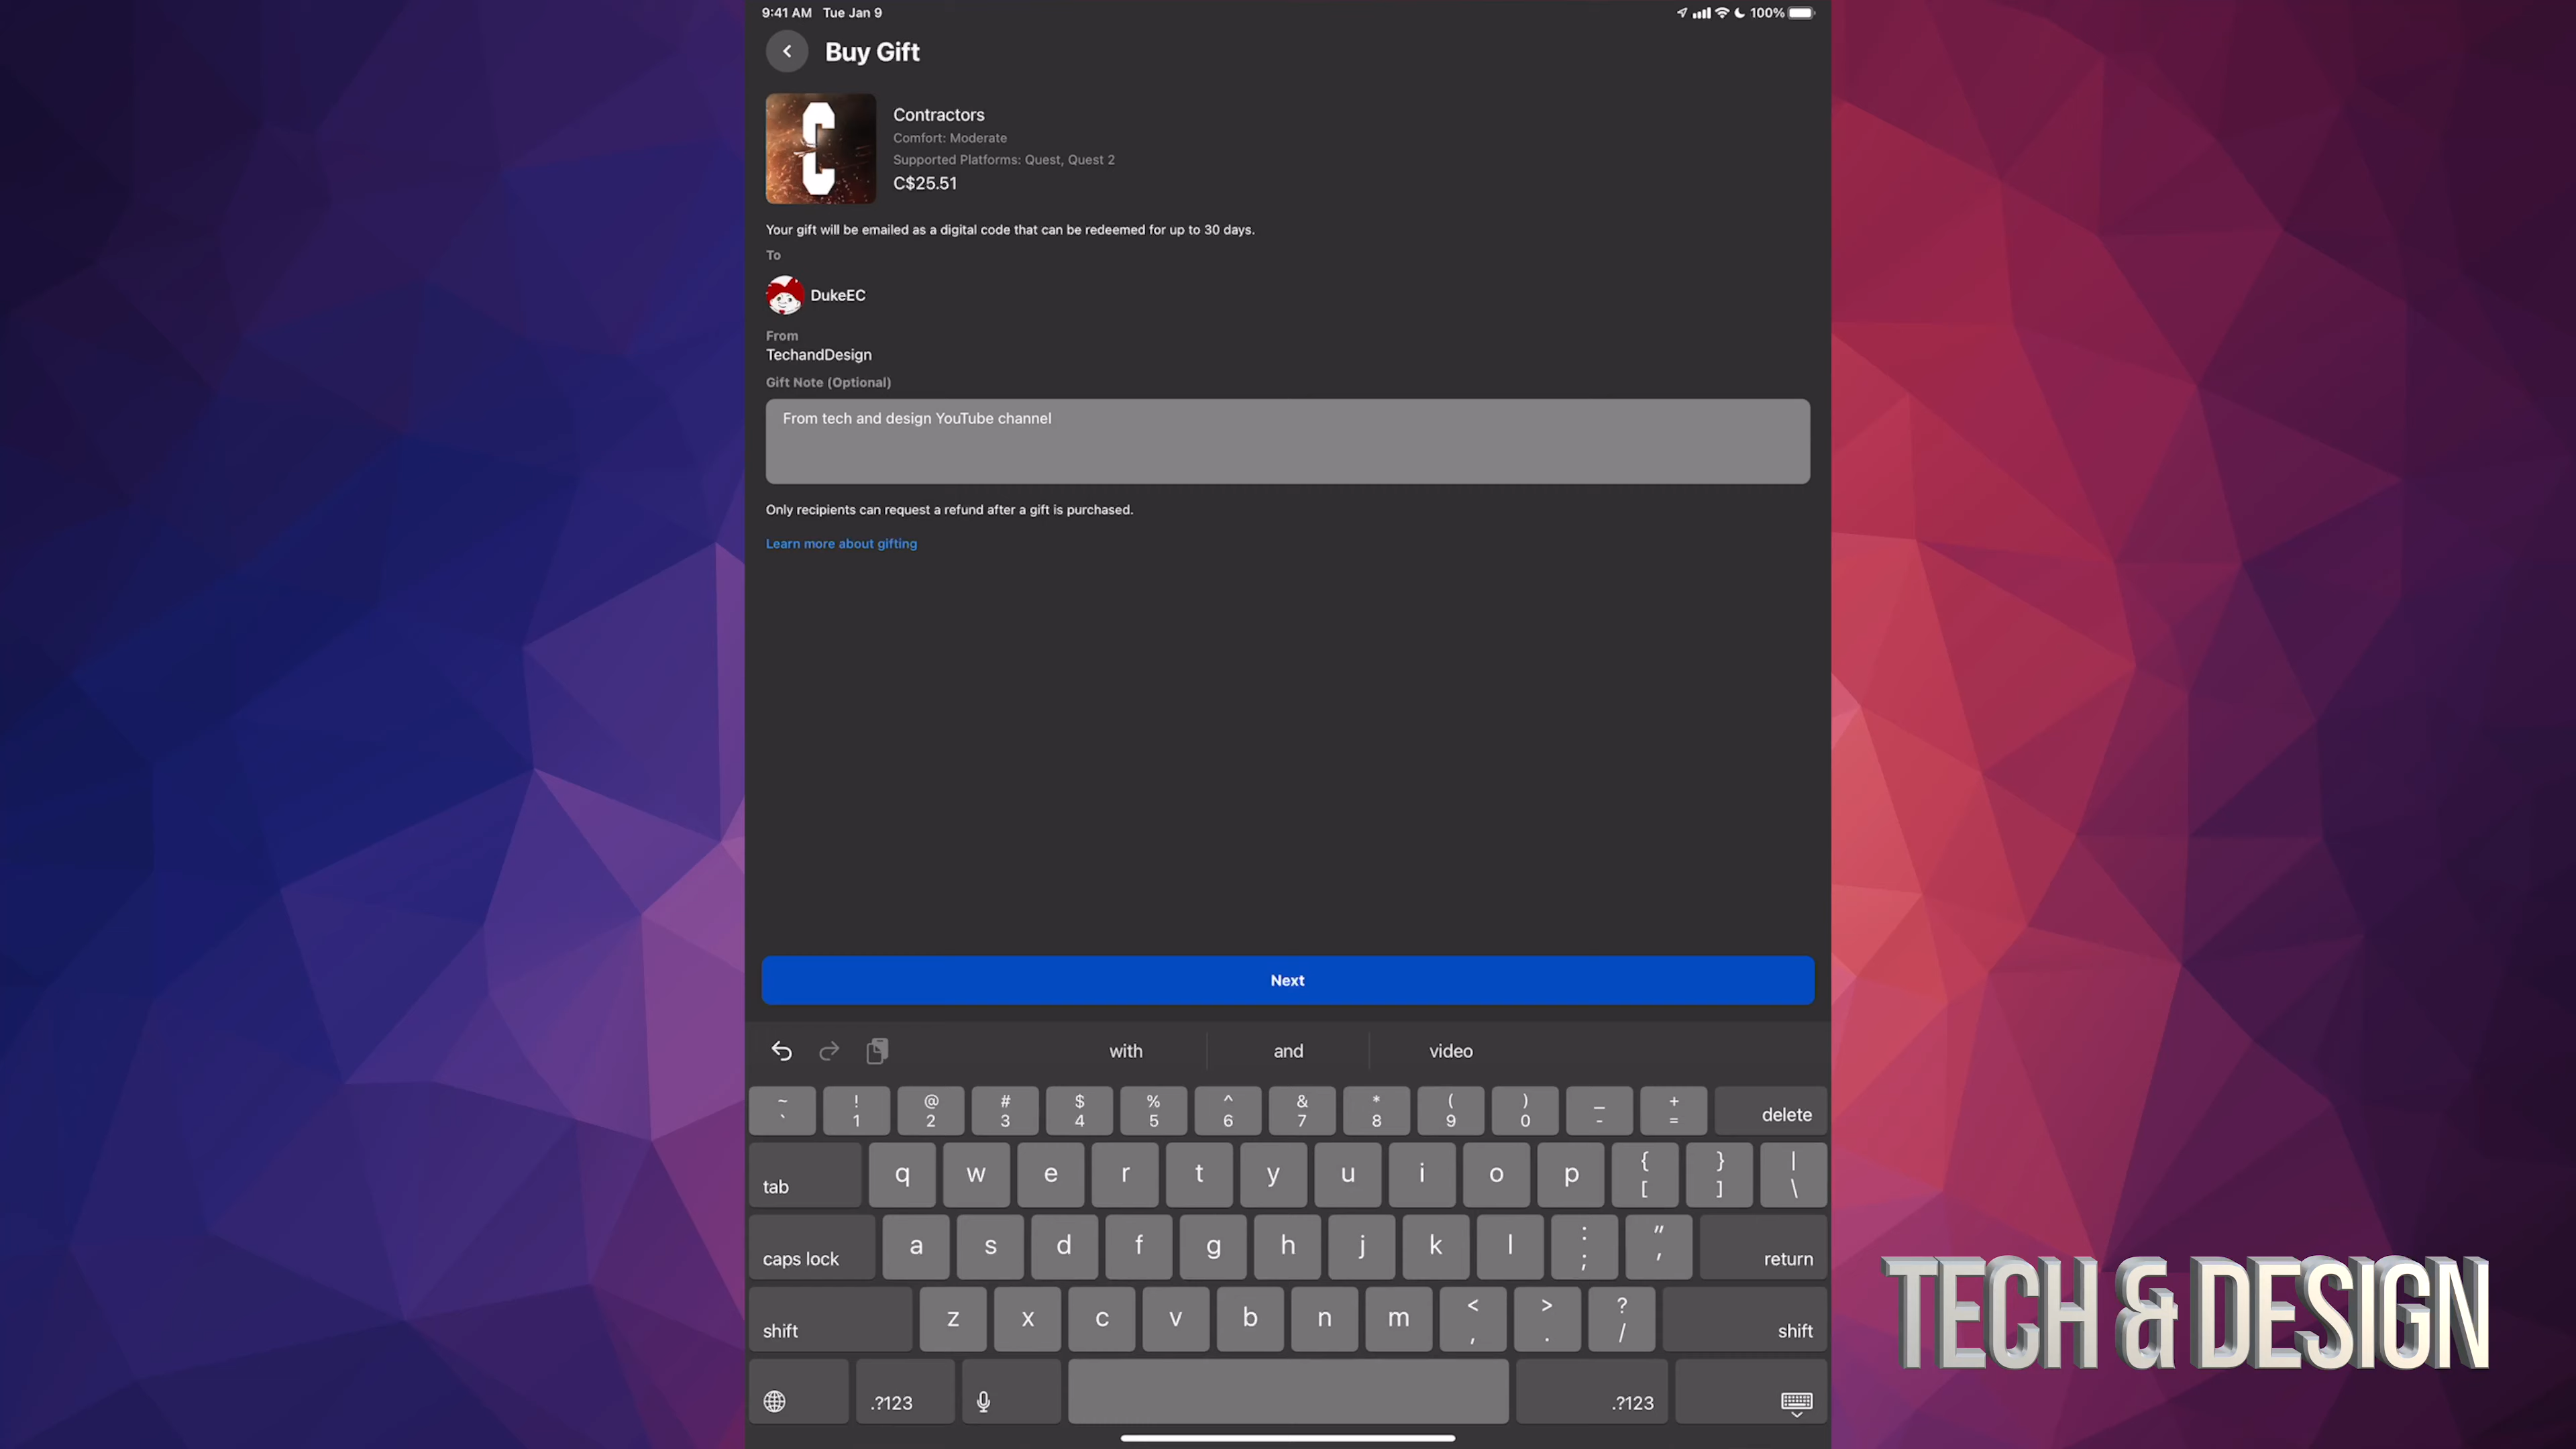 9:41 AM Tue Jan 9 100%
Buy Gift
C
Contractors
Comfort: Moderate
Supported Platforms: Quest, Quest 2
C$25.51
Your gift will be emailed as a digital code that can be redeemed for up to 30 days.
To
DukeEC
From
TechandDesign
Gift Note (Optional)
From tech and design YouTube channel
Only recipients can request a refund after a gift is purchased.
Learn more about gifting
Next
with and video
~ ! @ # $ % ^ & * ( ) _ +
` 1 2 3 4 5 6 7 8 9 0 - = delete
tab q w e r t y u i o p { [ } ] | \
caps lock a s d f g h j k l : ; " ' return
shift z x c v b n m < , > . ? / shift
.?123 .?123
TECH & DESIGN